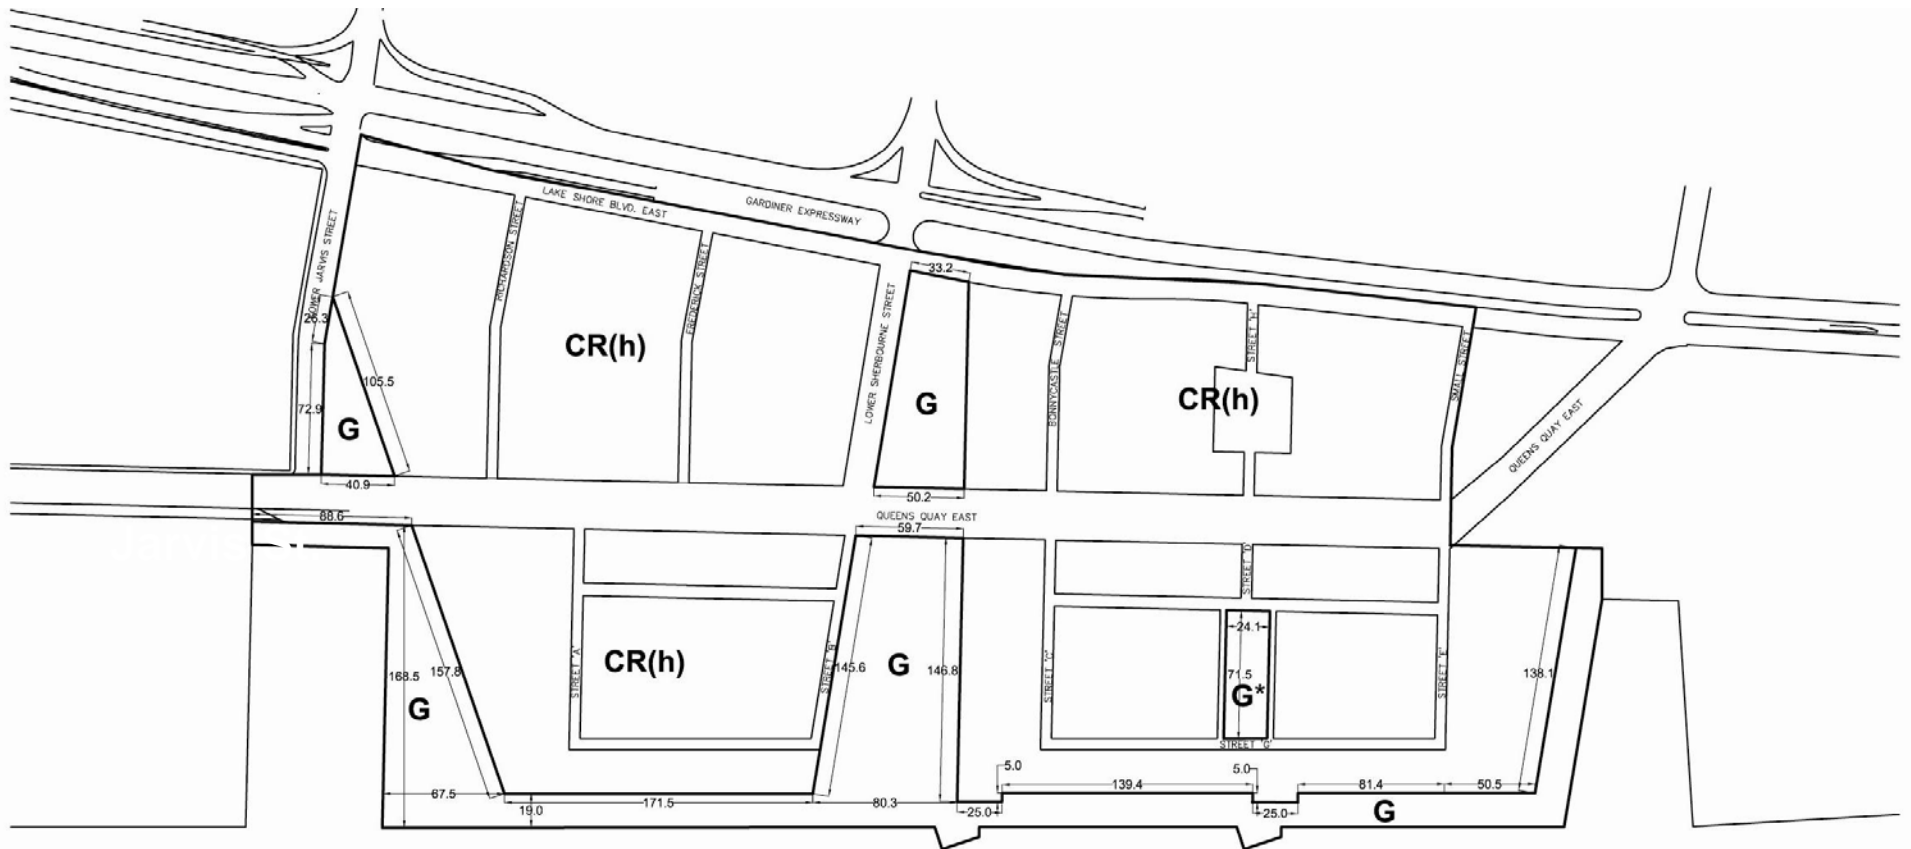 LAKE SHORE BLVD. EAST
GARDINER EXPRESSWAY
LOWER JARVIS STREET
RICHARDSON STREET
FREDERICK STREET
LOWER SHERBOURNE STREET
BONNYCASTLE STREET
STREET 'H'
SMALL STREET
QUEENS QUAY EAST
33.2
CR(h)
CR(h)
G
105.5
72.9
G
40.9
50.2
88.6
QUEENS QUAY EAST
59.7
Jarvis
STREET 'D'
24.1
CR(h)
STREET 'A'
STREET 'B'
145.6
G
146.8
STREET 'C'
71.5
G*
STREET 'E'
138.1
168.5
157.8
G
STREET 'G'
5.0
5.0
67.5
19.0
171.5
80.3
25.0
139.4
25.0
81.4
50.5
G